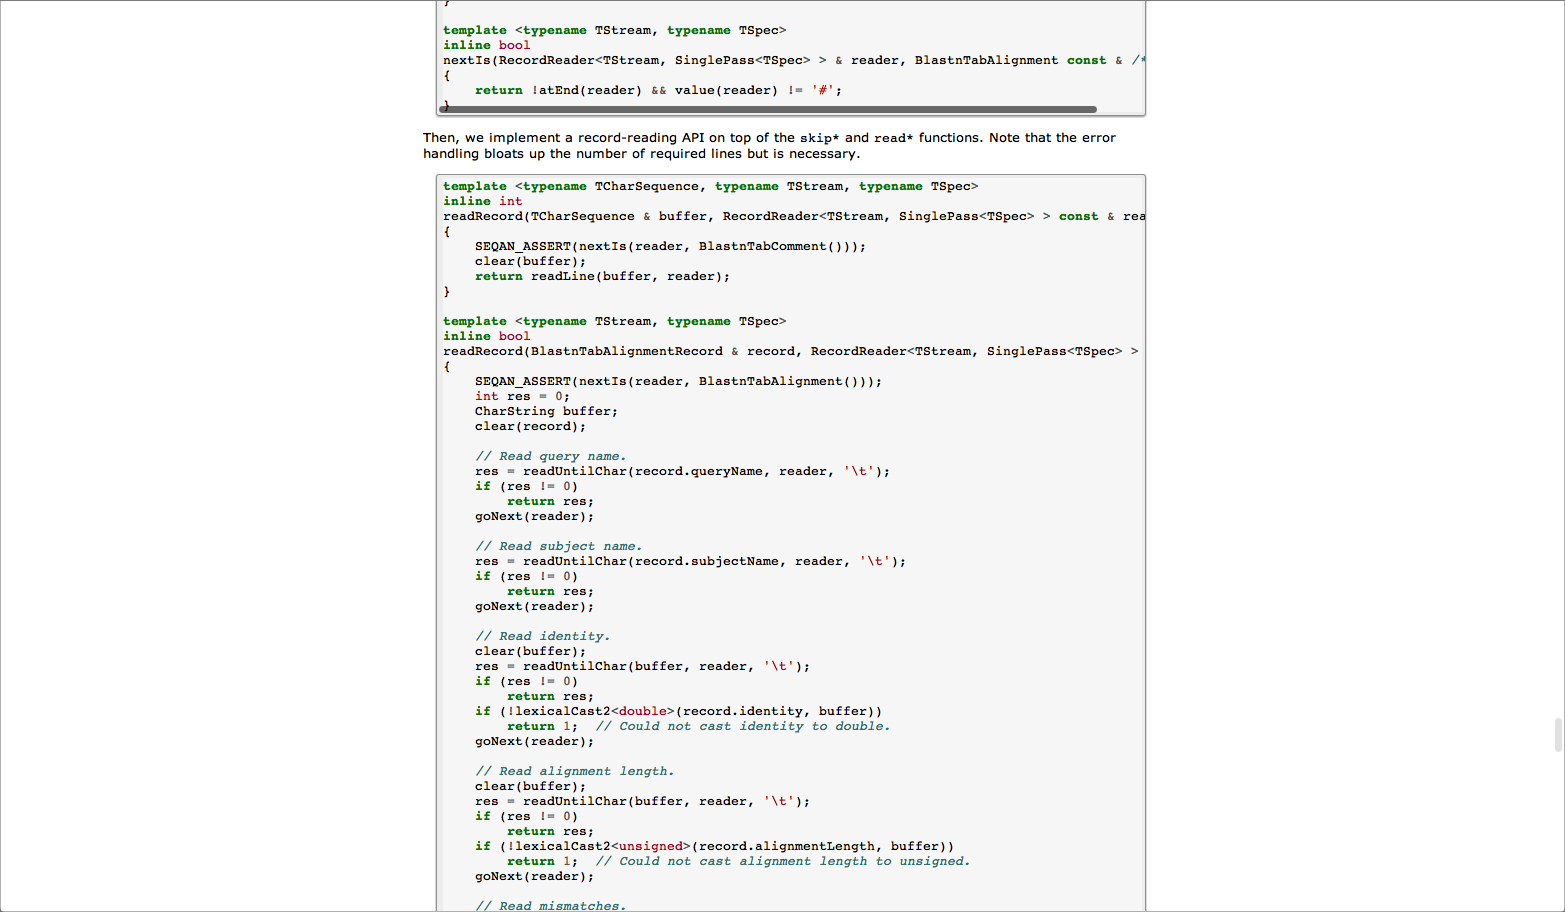 }
template <typename TStream, typename TSpec>
inline bool
nextIs(RecordReader<TStream, SinglePass<TSpec> > & reader, BlastnTabAlignment const & /*
{
    return !atEnd(reader) && value(reader) != '#';
}
Then, we implement a record-reading API on top of the skip* and read* functions. Note that the error
handling bloats up the number of required lines but is necessary.
template <typename TCharSequence, typename TStream, typename TSpec>
inline int
readRecord(TCharSequence & buffer, RecordReader<TStream, SinglePass<TSpec> > const & rea
{
    SEQAN_ASSERT(nextIs(reader, BlastnTabComment()));
    clear(buffer);
    return readLine(buffer, reader);
}
template <typename TStream, typename TSpec>
inline bool
readRecord(BlastnTabAlignmentRecord & record, RecordReader<TStream, SinglePass<TSpec> >
{
    SEQAN_ASSERT(nextIs(reader, BlastnTabAlignment()));
    int res = 0;
    CharString buffer;
    clear(record);
    // Read query name.
    res = readUntilChar(record.queryName, reader, '\t');
    if (res != 0)
        return res;
    goNext(reader);
    // Read subject name.
    res = readUntilChar(record.subjectName, reader, '\t');
    if (res != 0)
        return res;
    goNext(reader);
    // Read identity.
    clear(buffer);
    res = readUntilChar(buffer, reader, '\t');
    if (res != 0)
        return res;
    if (!lexicalCast2<double>(record.identity, buffer))
        return 1;  // Could not cast identity to double.
    goNext(reader);
    // Read alignment length.
    clear(buffer);
    res = readUntilChar(buffer, reader, '\t');
    if (res != 0)
        return res;
    if (!lexicalCast2<unsigned>(record.alignmentLength, buffer))
        return 1;  // Could not cast alignment length to unsigned.
    goNext(reader);
    // Read mismatches.